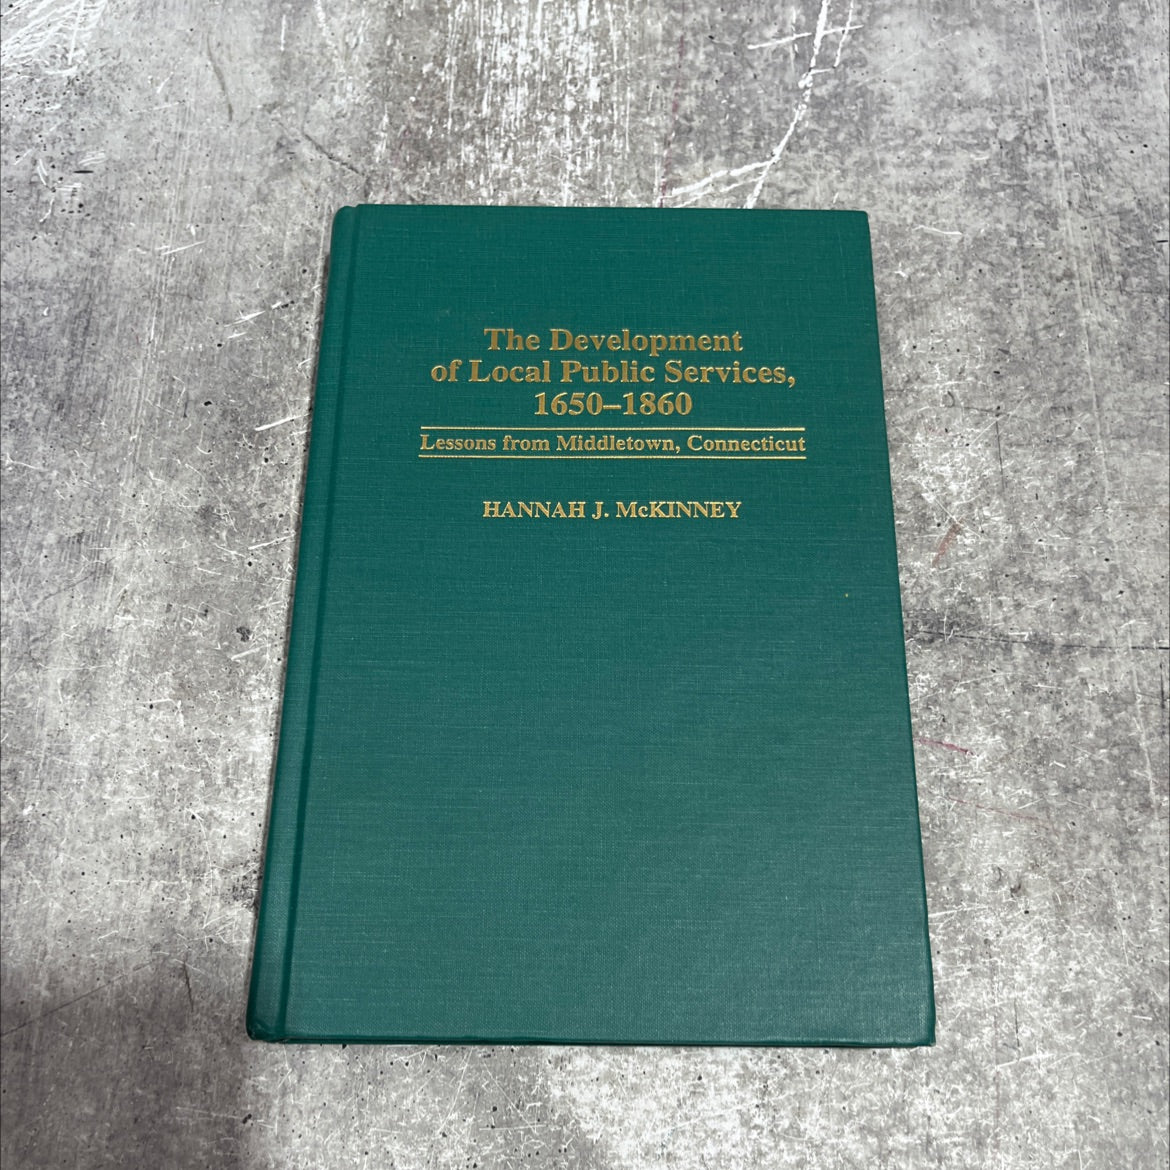 The Development
of Local Public Services,
1650–1860
Lessons from Middletown, Connecticut
HANNAH J. McKINNEY